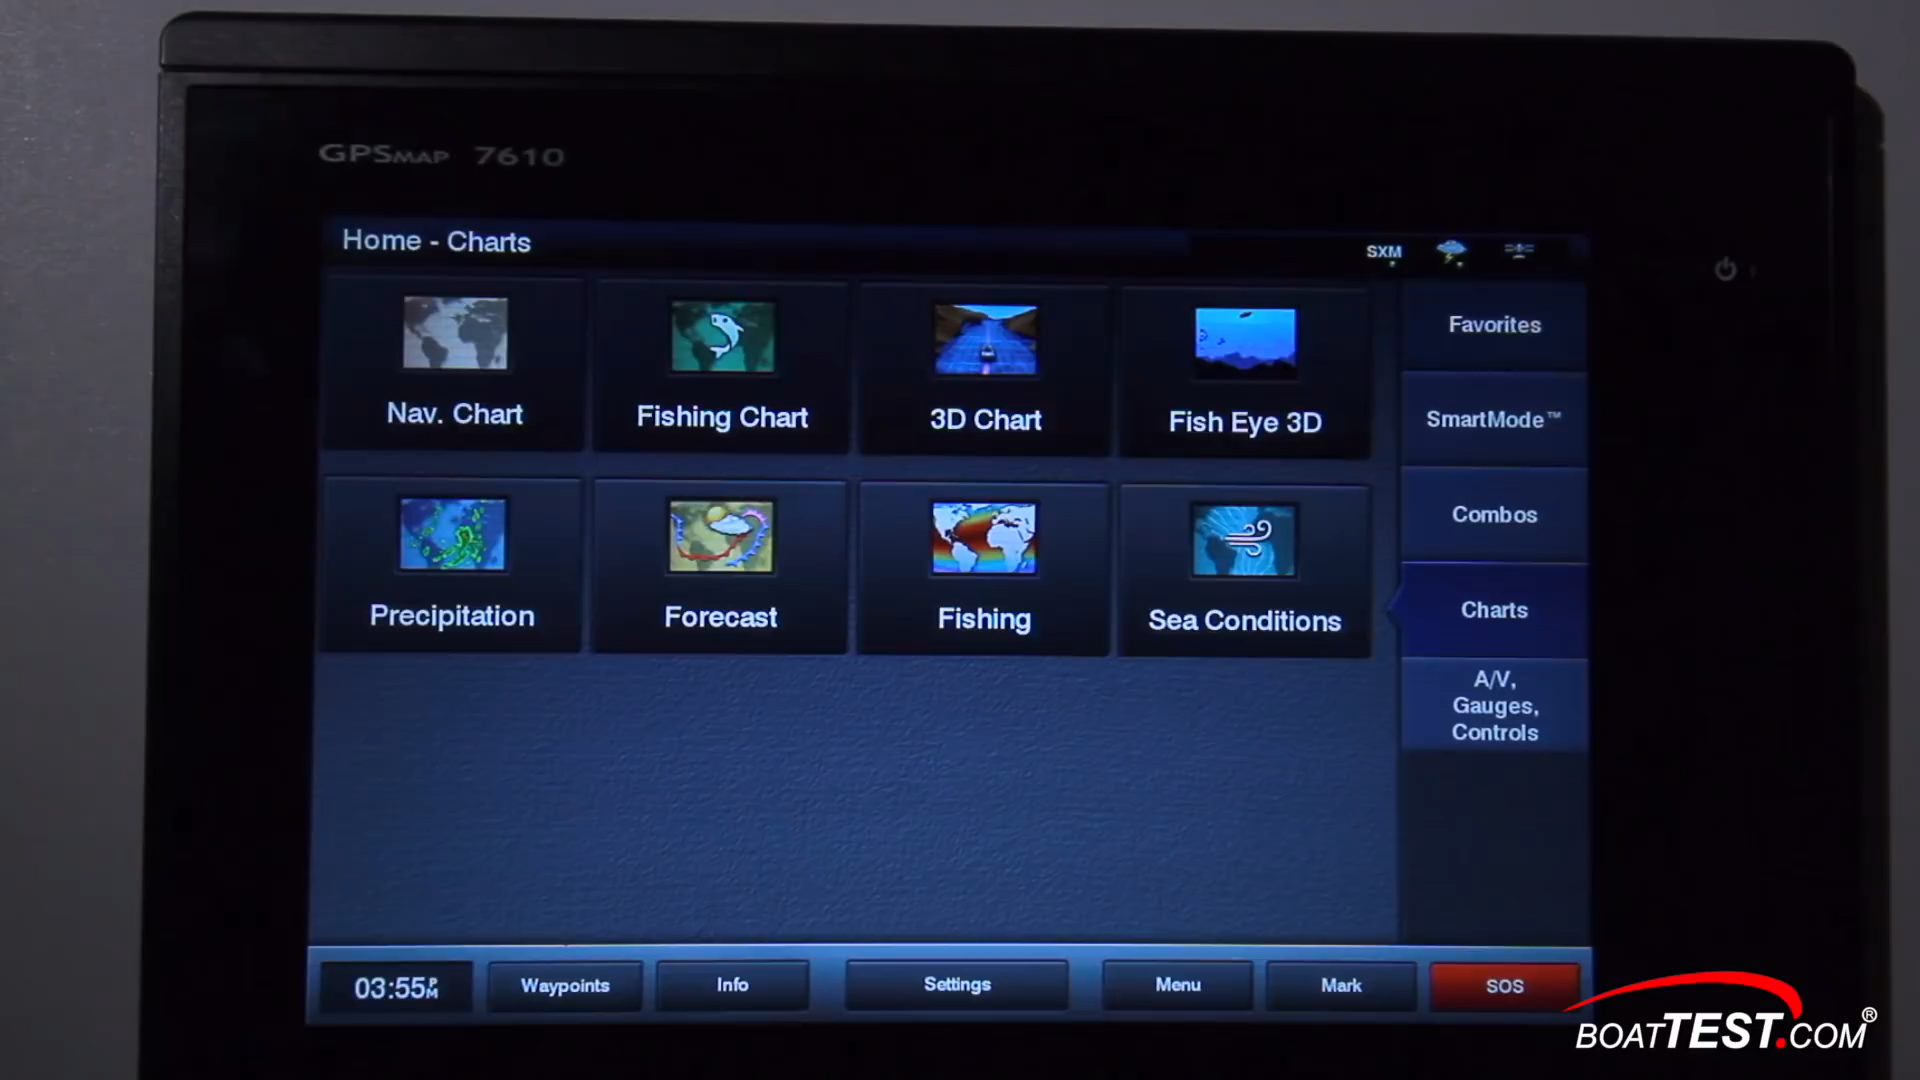 GPSMAP 7610
Home - Charts
SXM
Nav. Chart
Fishing Chart
3D Chart
Fish Eye 3D
Favorites
SmartMode™
Precipitation
Forecast
Fishing
Sea Conditions
Combos
Charts
A/V,
Gauges,
Controls
03:55PM
Waypoints
Info
Settings
Menu
Mark
SOS
BOATTEST.COM®